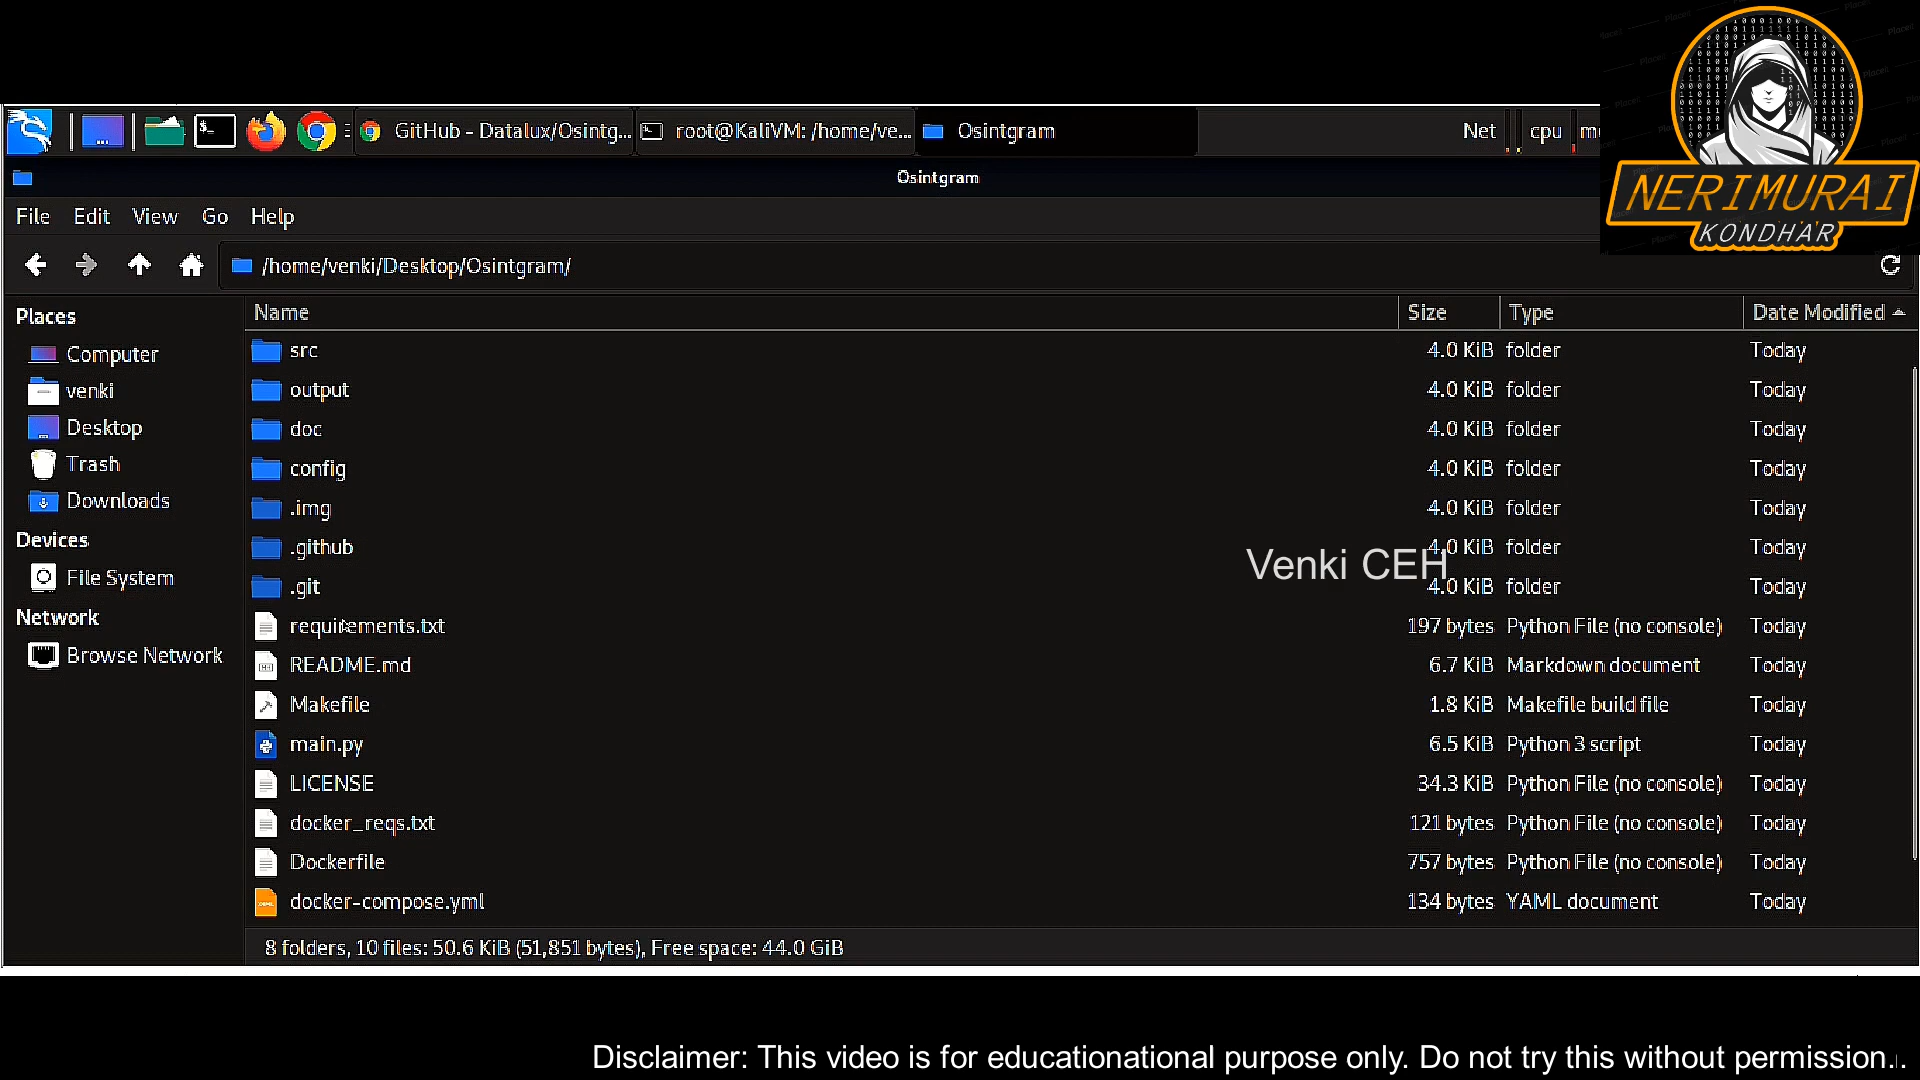 GitHub - Datalux/Osintg...
root@KaliVM: /home/ve...
Osintgram
Net
cpu
NERIMURAI
KONDHAR
Osintgram
File Edit View Go Help
/home/venki/Desktop/Osintgram/
Places
Computer
venki
Desktop
Trash
Downloads
Devices
File System
Network
Browse Network
Name Size Type Date Modified
src 4.0 KiB folder Today
output 4.0 KiB folder Today
doc 4.0 KiB folder Today
config 4.0 KiB folder Today
.img 4.0 KiB folder Today
.github 4.0 KiB folder Today
Venki CEH
.git 4.0 KiB folder Today
requirements.txt 197 bytes Python File (no console) Today
README.md 6.7 KiB Markdown document Today
Makefile 1.8 KiB Makefile build file Today
main.py 6.5 KiB Python 3 script Today
LICENSE 34.3 KiB Python File (no console) Today
docker_reqs.txt 121 bytes Python File (no console) Today
Dockerfile 757 bytes Python File (no console) Today
docker-compose.yml 134 bytes YAML document Today
8 folders, 10 files: 50.6 KiB (51,851 bytes), Free space: 44.0 GiB
Disclaimer: This video is for educationational purpose only. Do not try this without permission..